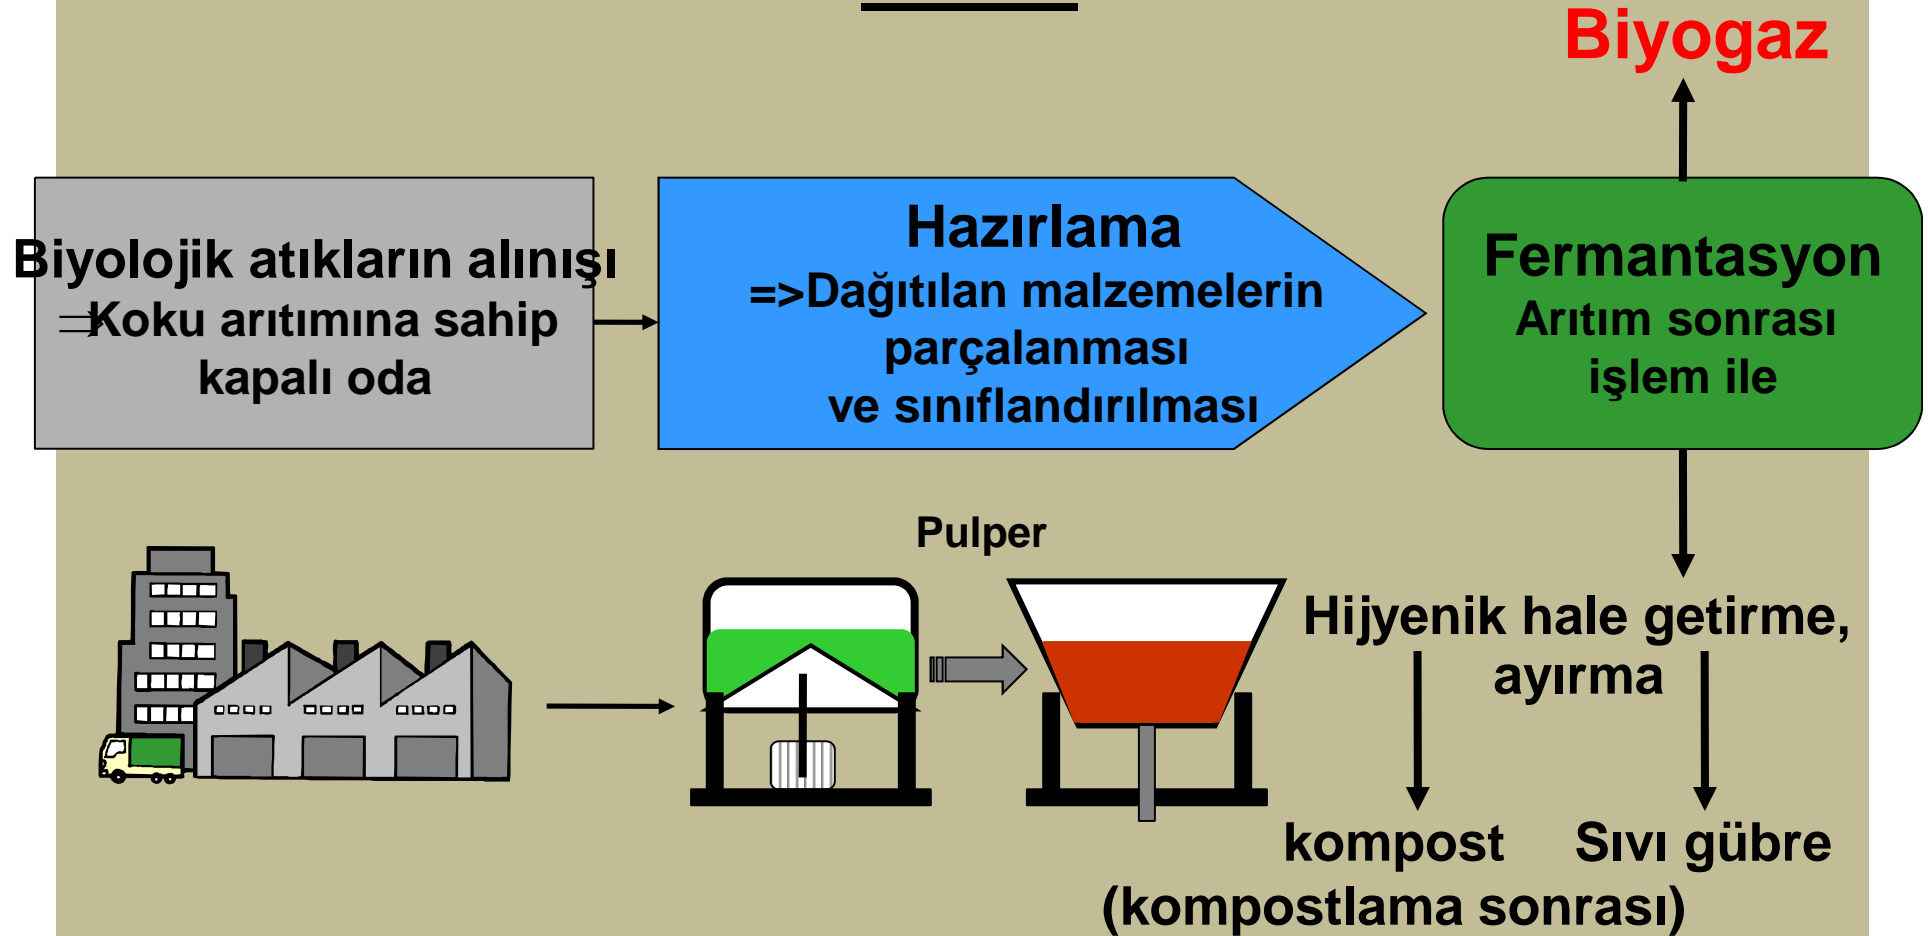 Biyogaz
Biyolojik atıkların alınışı
⇒Koku arıtımına sahip
kapalı oda
Hazırlama
=>Dağıtılan malzemelerin
parçalanması
ve sınıflandırılması
Fermantasyon
Arıtım sonrası
işlem ile
Pulper
Hijyenik hale getirme,
ayırma
kompost
Sıvı gübre
(kompostlama sonrası)